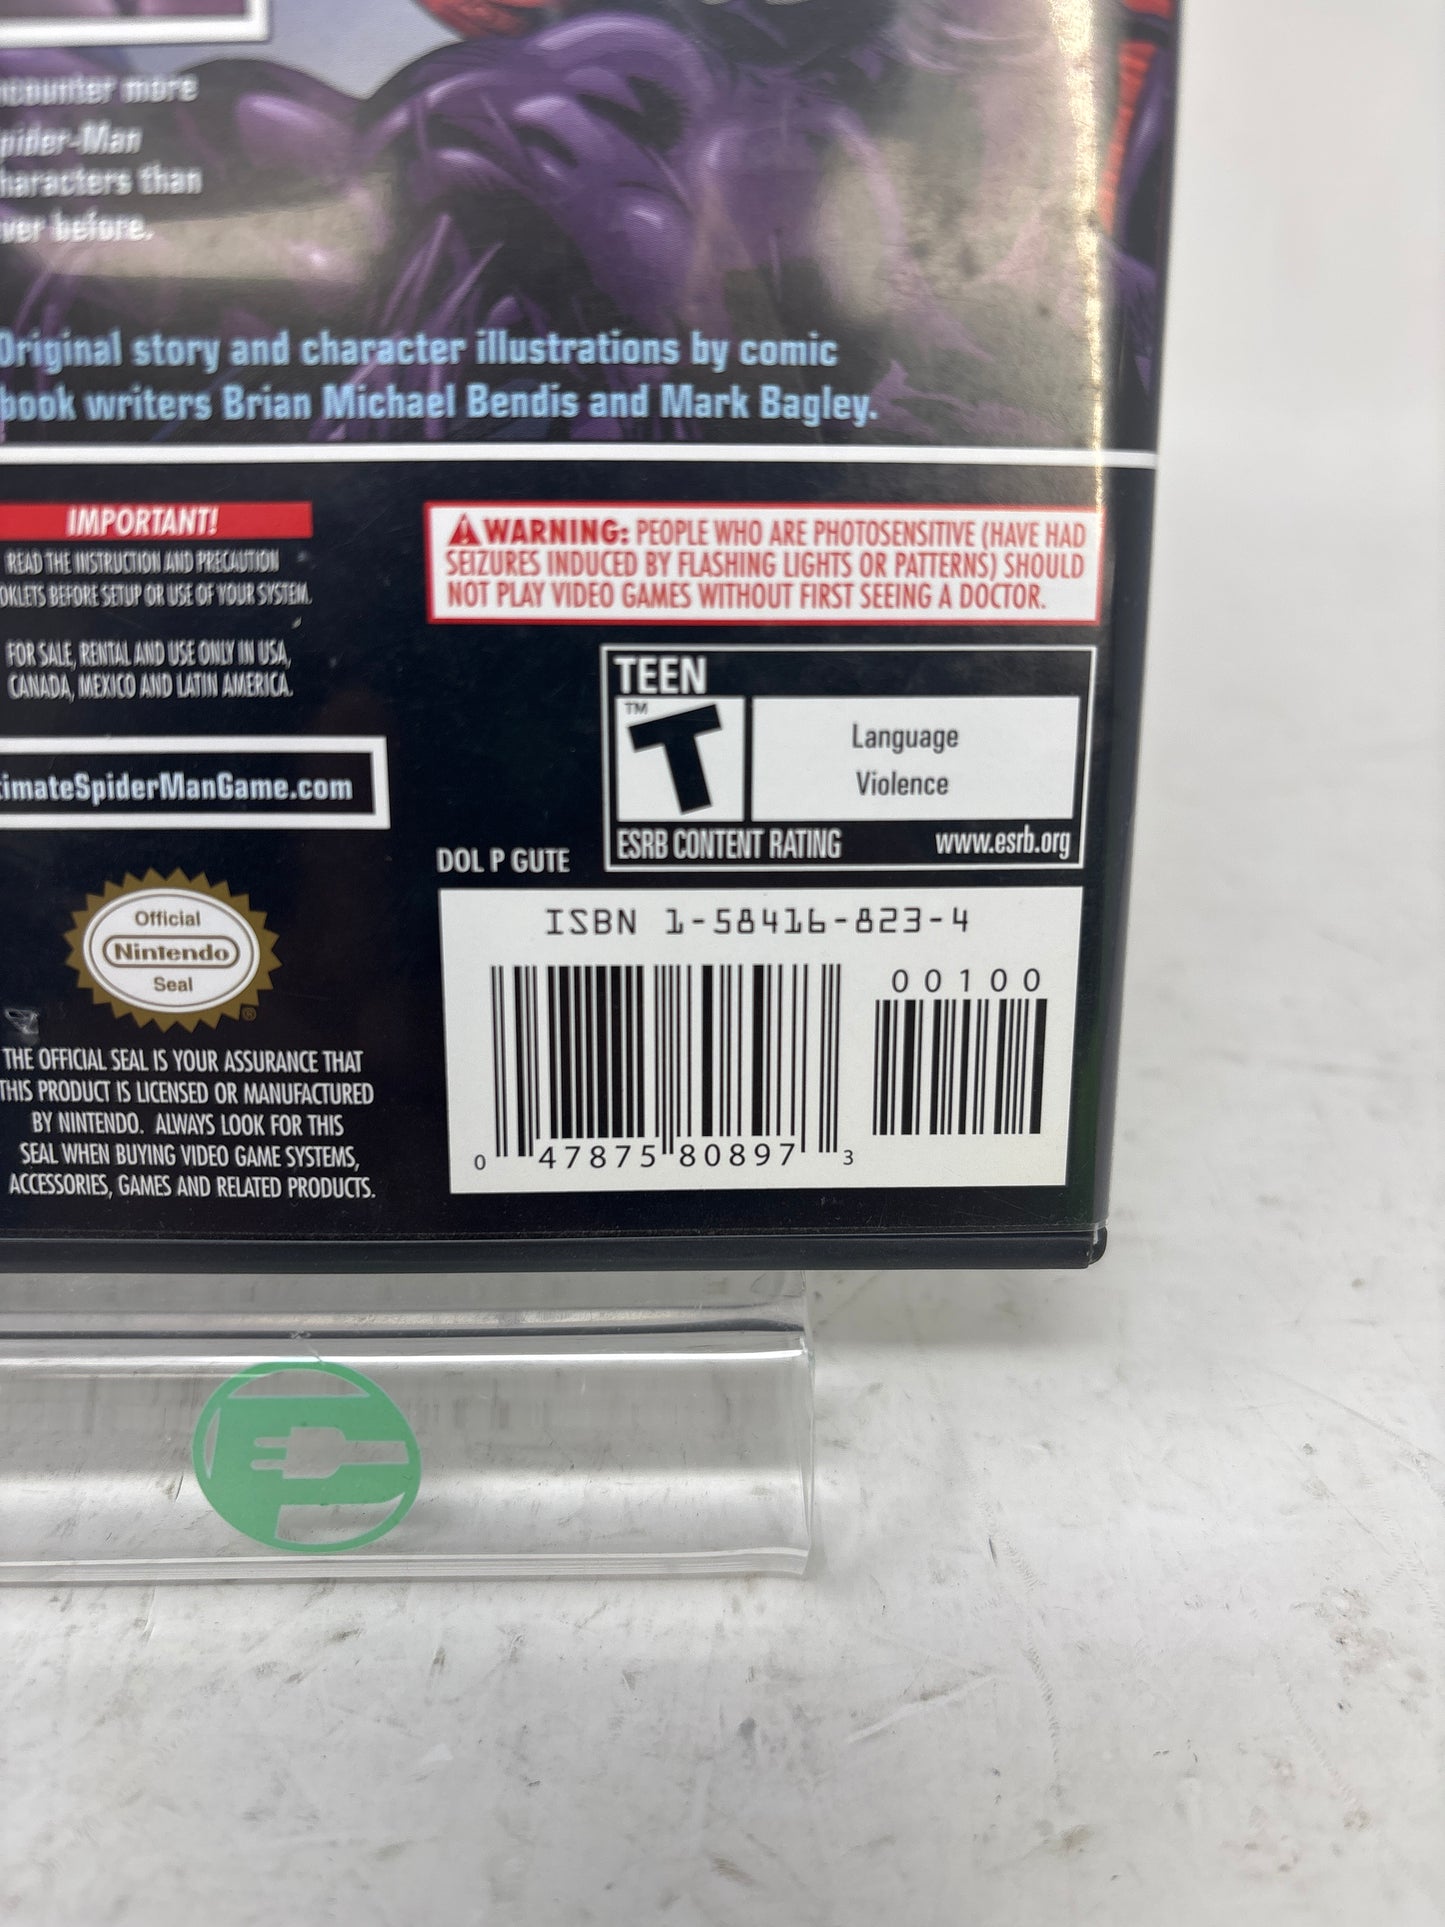 ncounter more
pider-Man
haracters than
ver before.
Original story and character illustrations by comic
book writers Brian Michael Bendis and Mark Bagley.
IMPORTANT!
READ THE INSTRUCTION AND PRECAUTION
OKLETS BEFORE SETUP OR USE OF YOUR SYSTEM.
FOR SALE, RENTAL AND USE ONLY IN USA,
CANADA, MEXICO AND LATIN AMERICA.
timateSpiderManGame.com
WARNING: PEOPLE WHO ARE PHOTOSENSITIVE (HAVE HAD
SEIZURES INDUCED BY FLASHING LIGHTS OR PATTERNS) SHOULD
NOT PLAY VIDEO GAMES WITHOUT FIRST SEEING A DOCTOR.
TEEN
TM
T
Language
Violence
ESRB CONTENT RATING www.esrb.org
DOL P GUTE
Official
Nintendo
Seal
®
THE OFFICIAL SEAL IS YOUR ASSURANCE THAT
THIS PRODUCT IS LICENSED OR MANUFACTURED
BY NINTENDO. ALWAYS LOOK FOR THIS
SEAL WHEN BUYING VIDEO GAME SYSTEMS,
ACCESSORIES, GAMES AND RELATED PRODUCTS.
ISBN 1-58416-823-4
00100
0 47875 80897 3